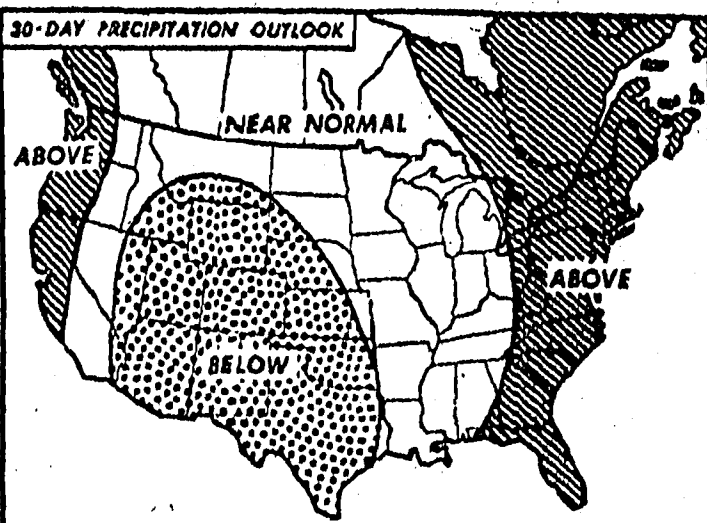 30-DAY PRECIPITATION OUTLOOK
NEAR NORMAL
ABOVE
ABOVE
BELOW